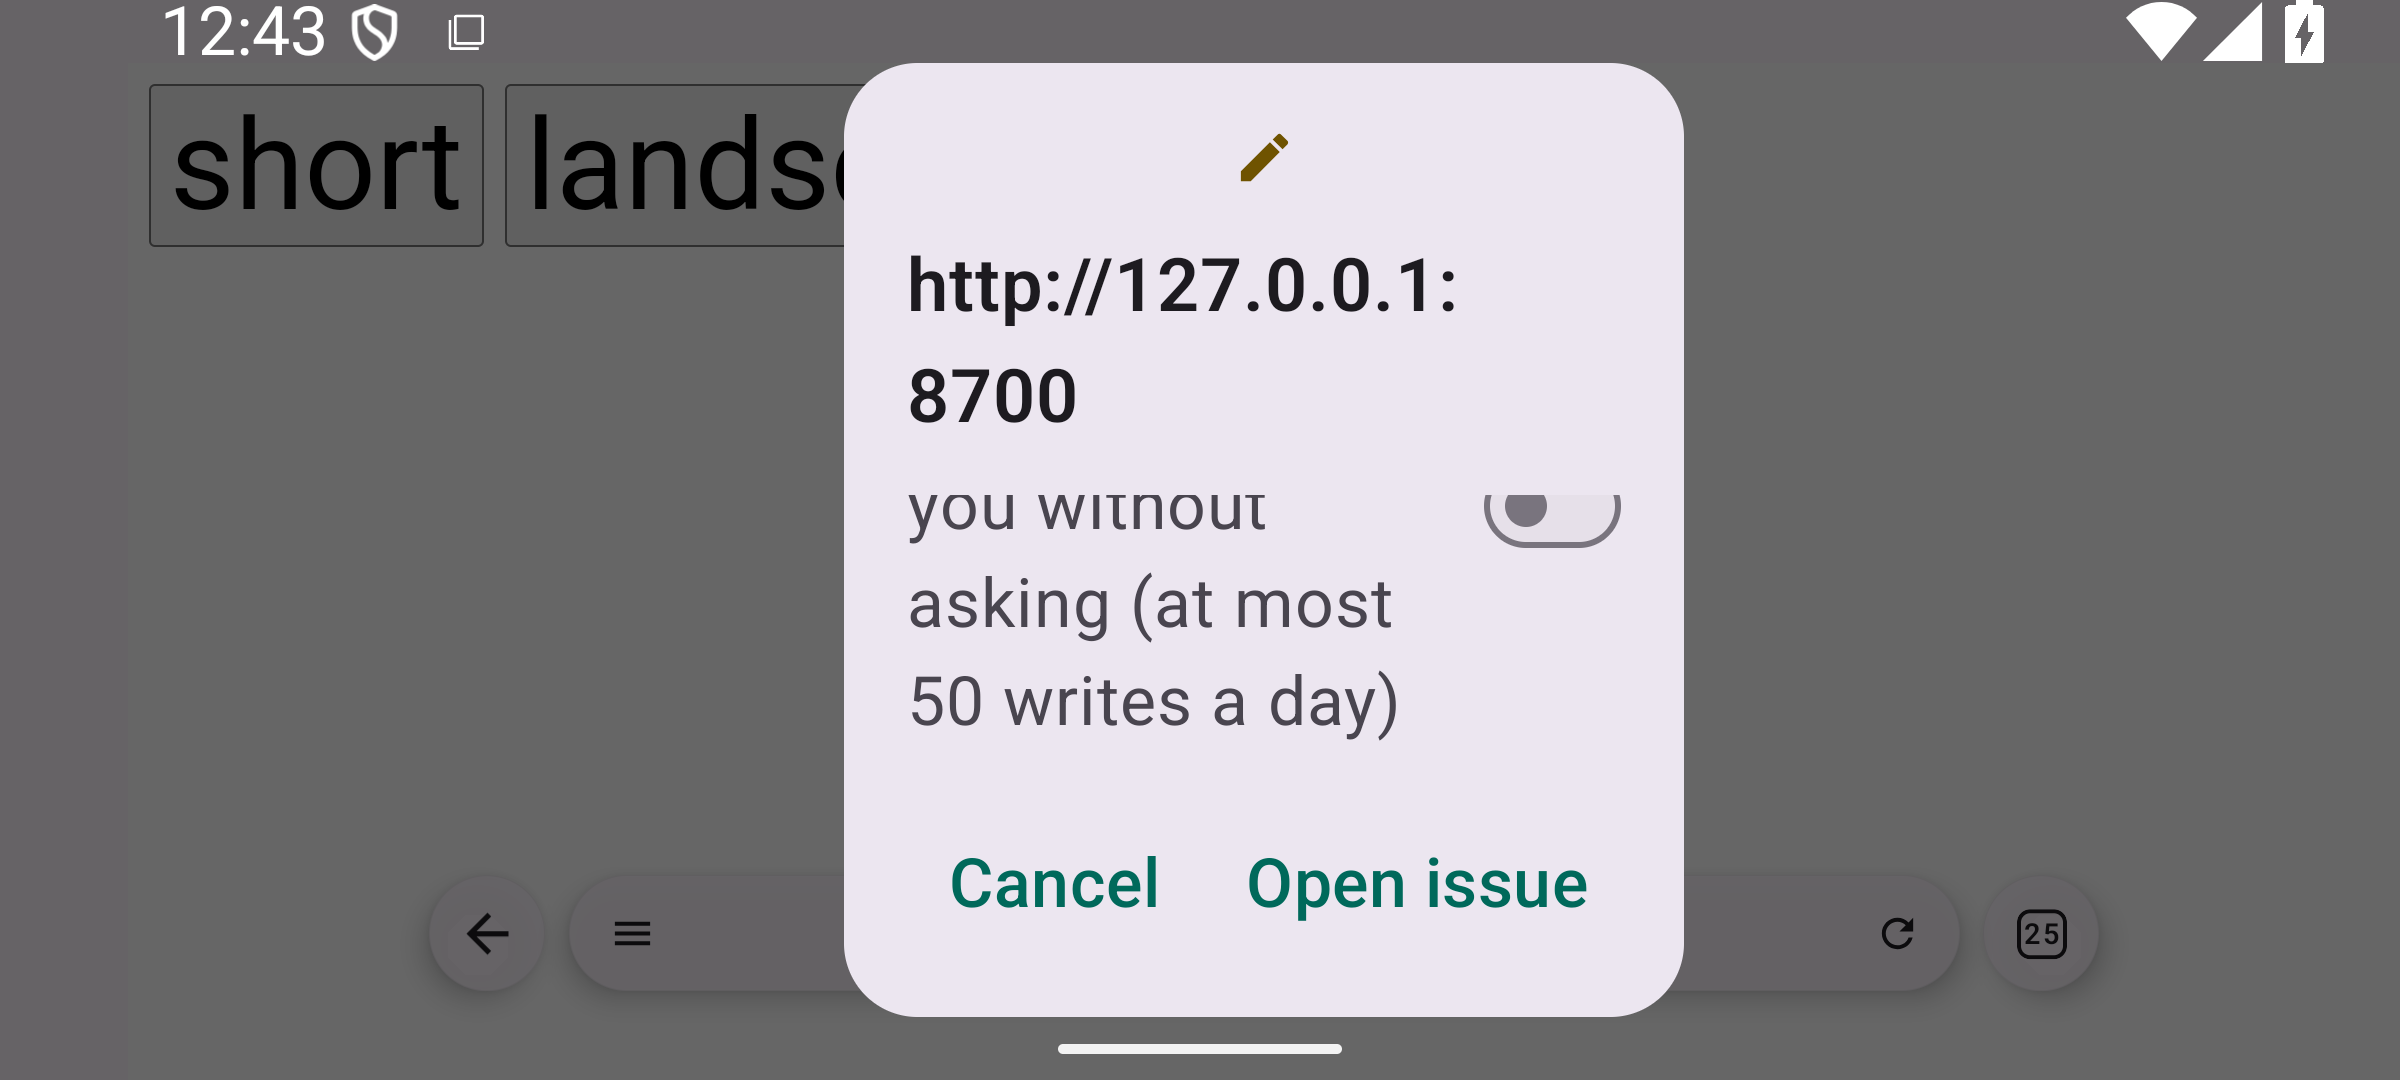 12:43
short
http://127.0.0.1:
8700
you without
asking (at most
50 writes a day)
Cancel Open issue
25